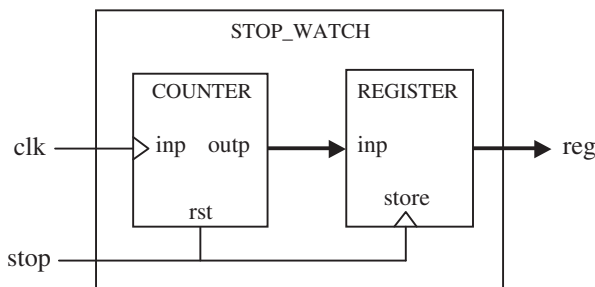 STOP_WATCH
COUNTER
REGISTER
clk
inp
outp
inp
reg
rst
store
stop